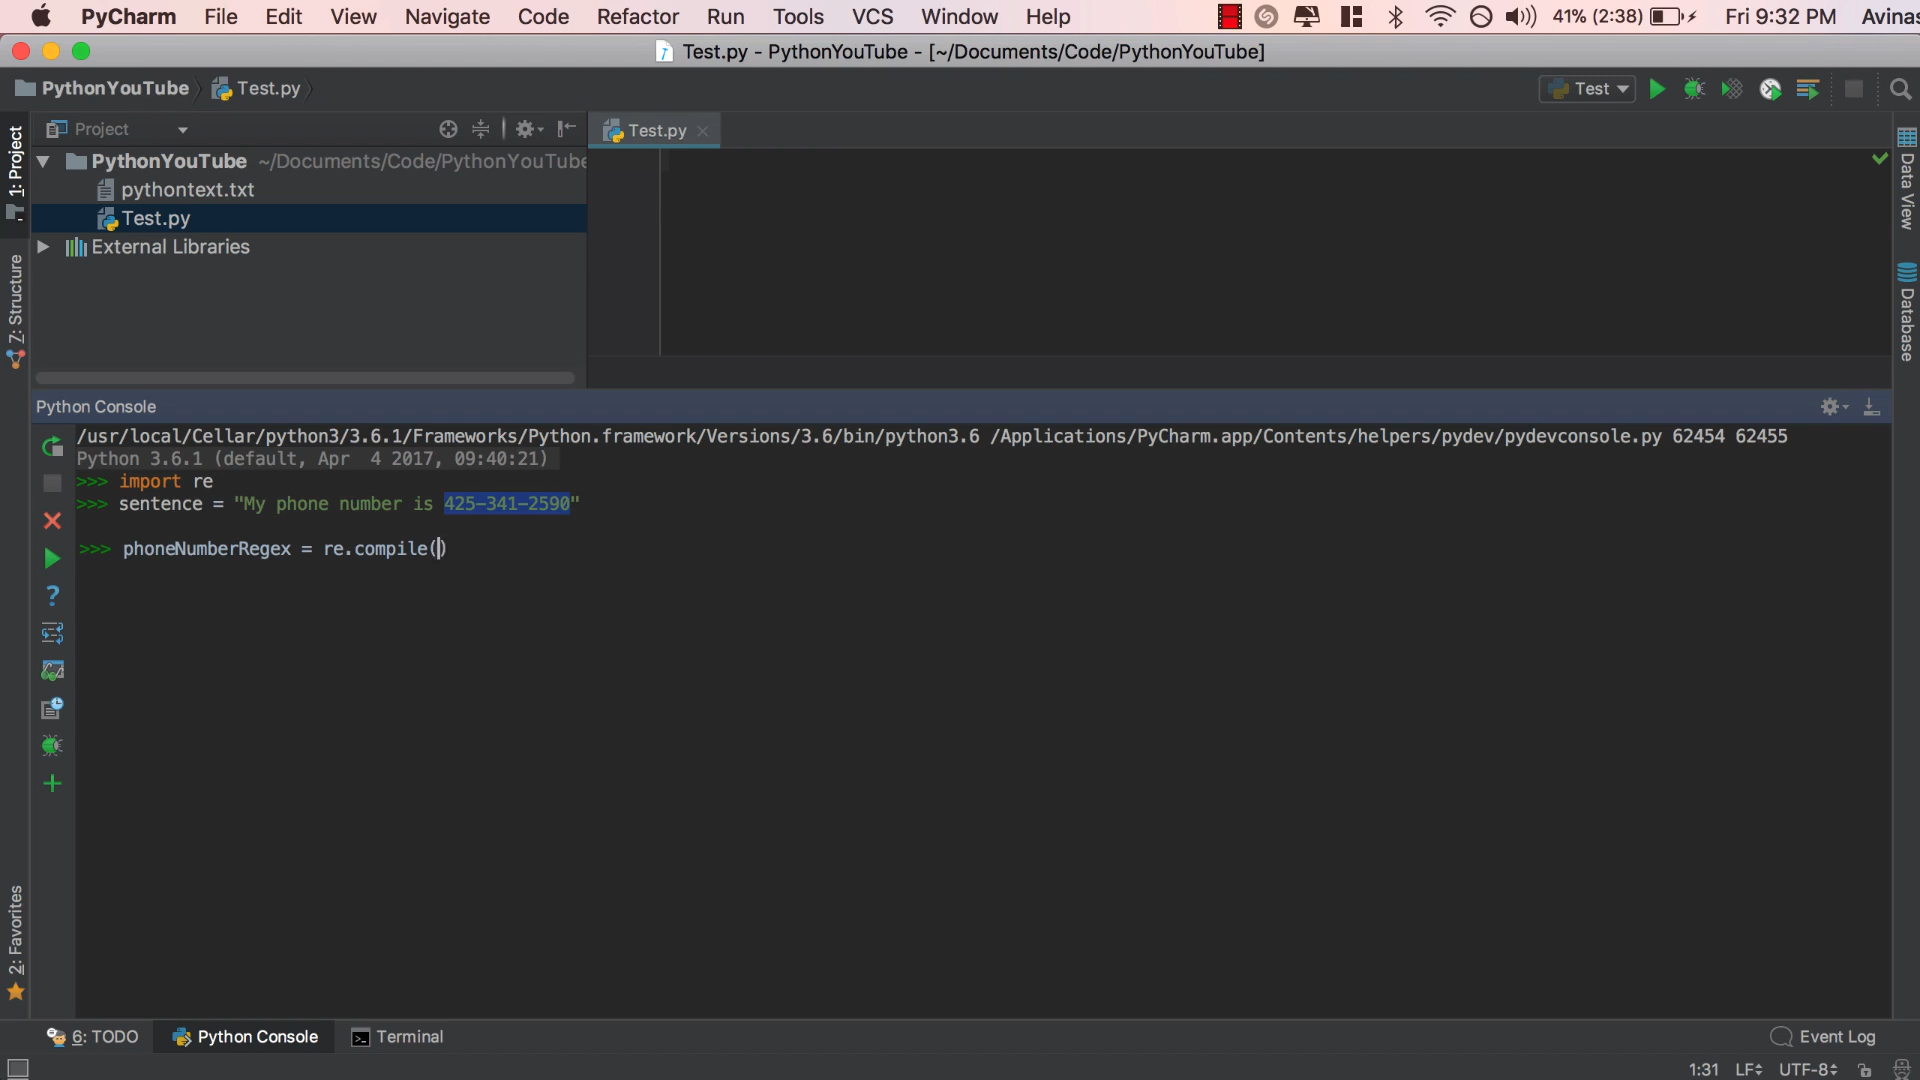 PyCharm File Edit View Navigate Code Refactor Run Tools VCS Window Help 41% (2:38) Fri 9:32 PM Avinas
Test.py - PythonYouTube - [~/Documents/Code/PythonYouTube]
PythonYouTube Test.py Test
1: Project
Project
Test.py
PythonYouTube ~/Documents/Code/PythonYouTube
pythontext.txt
Test.py
External Libraries
Data View
Database
Z: Structure
Python Console
/usr/local/Cellar/python3/3.6.1/Frameworks/Python.framework/Versions/3.6/bin/python3.6 /Applications/PyCharm.app/Contents/helpers/pydev/pydevconsole.py 62454 62455
Python 3.6.1 (default, Apr  4 2017, 09:40:21)
>>> import re
>>> sentence = "My phone number is 425-341-2590"
>>> phoneNumberRegex = re.compile()
2: Favorites
6: TODO Python Console Terminal Event Log
1:31 LF UTF-8